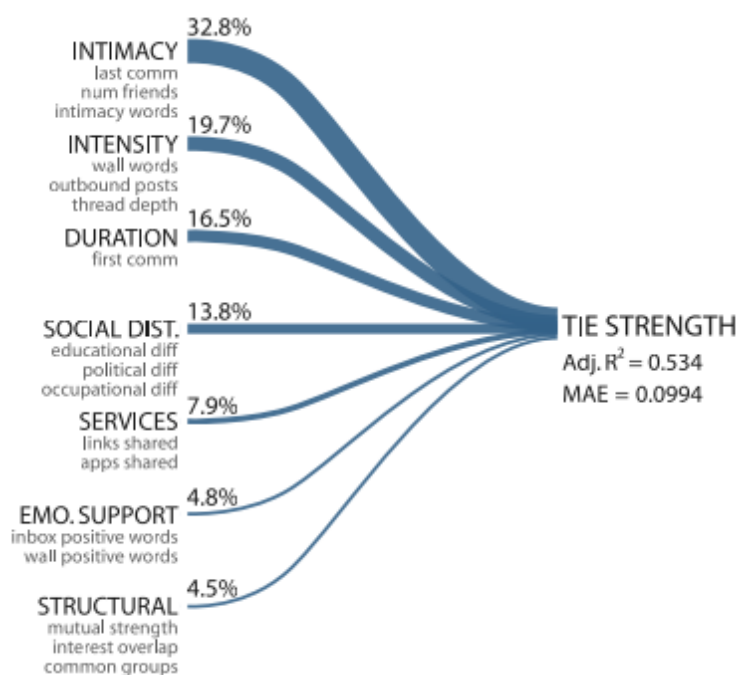 32.8%
INTIMACY
last comm
num friends
intimacy words
19.7%
INTENSITY
wall words
outbound posts
thread depth
16.5%
DURATION
first comm
13.8%
SOCIAL DIST.
educational diff
political diff
occupational diff
7.9%
SERVICES
links shared
apps shared
4.8%
EMO. SUPPORT
inbox positive words
wall positive words
4.5%
STRUCTURAL
mutual strength
interest overlap
common groups
TIE STRENGTH
Adj. R² = 0.534
MAE = 0.0994